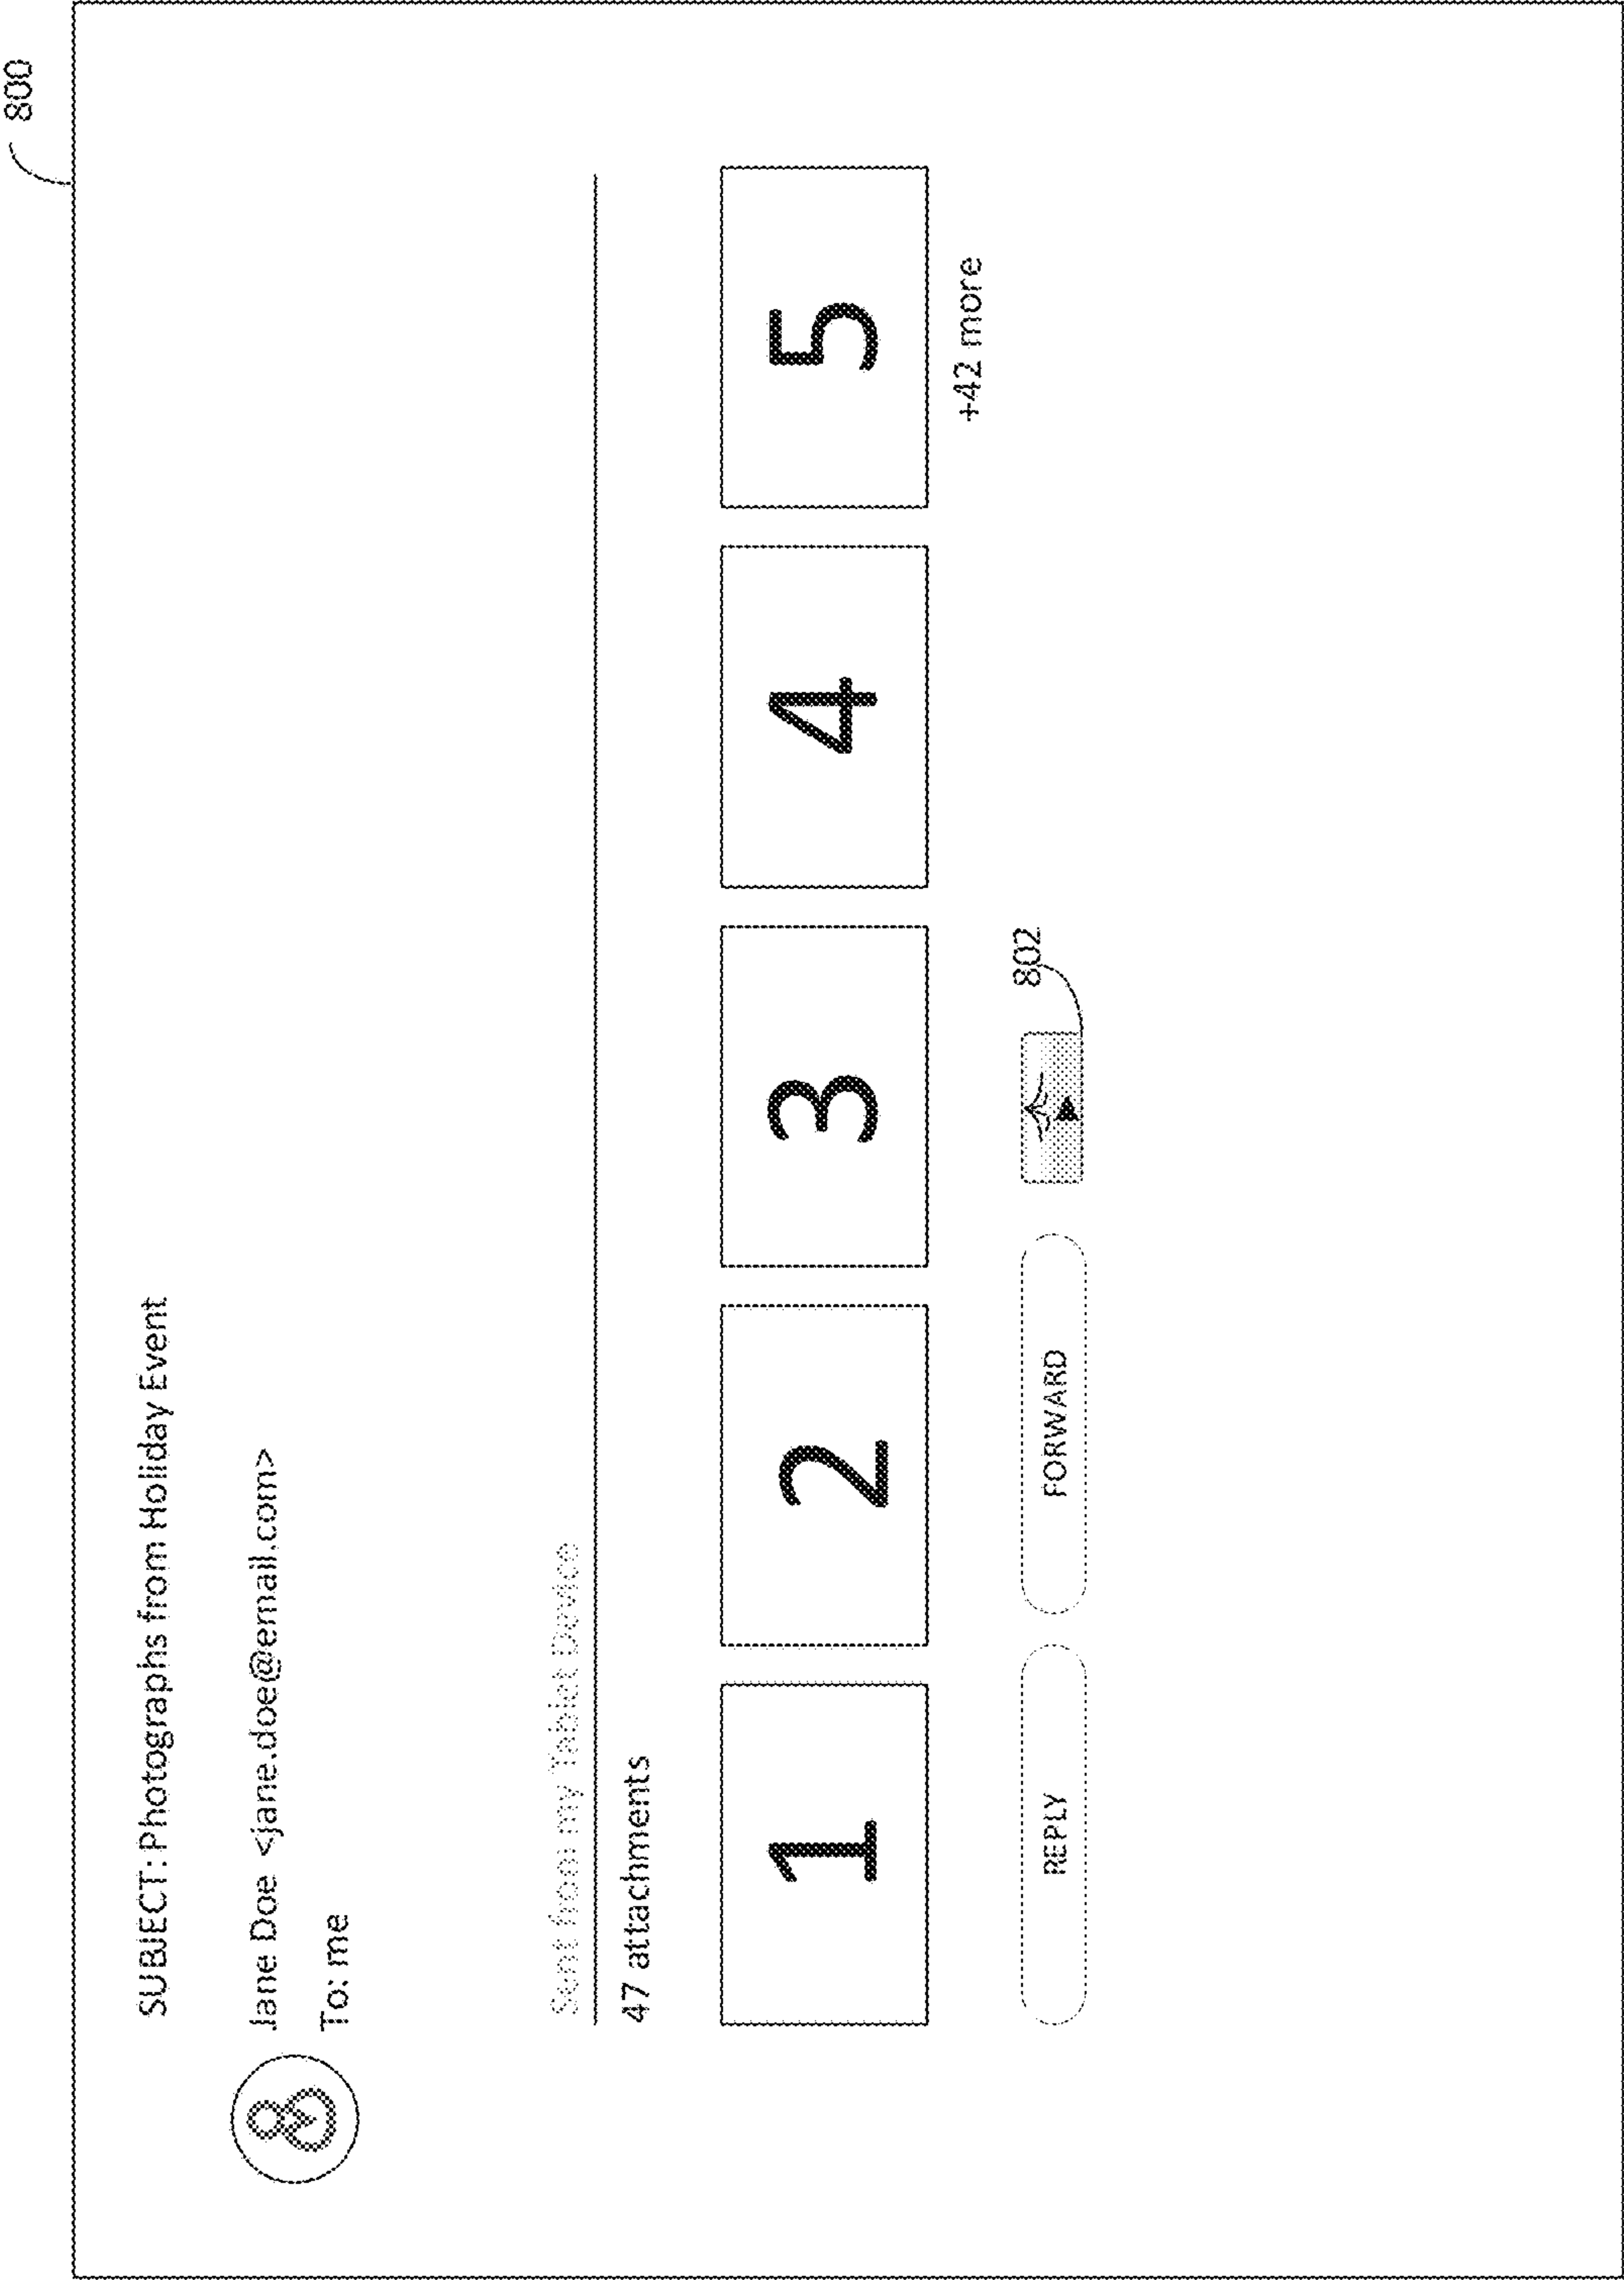 800
SUBJECT: Photographs from Holiday Event
Jane Doe <jane.doe@email.com>
To: me
Sent from my Tablet Device
47 attachments
1 2 3 4 5
+42 more
802
REPLY FORWARD